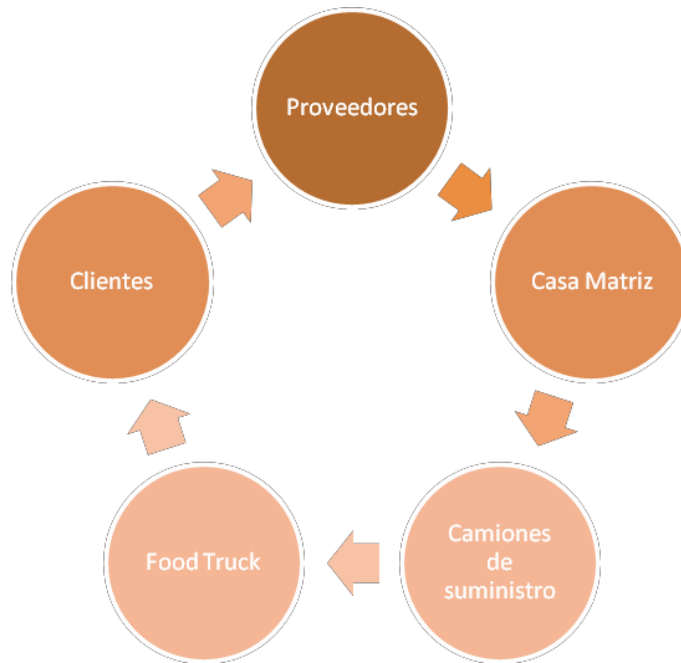 Proveedores
Clientes
Casa Matriz
Food Truck
Camiones
de
suministro